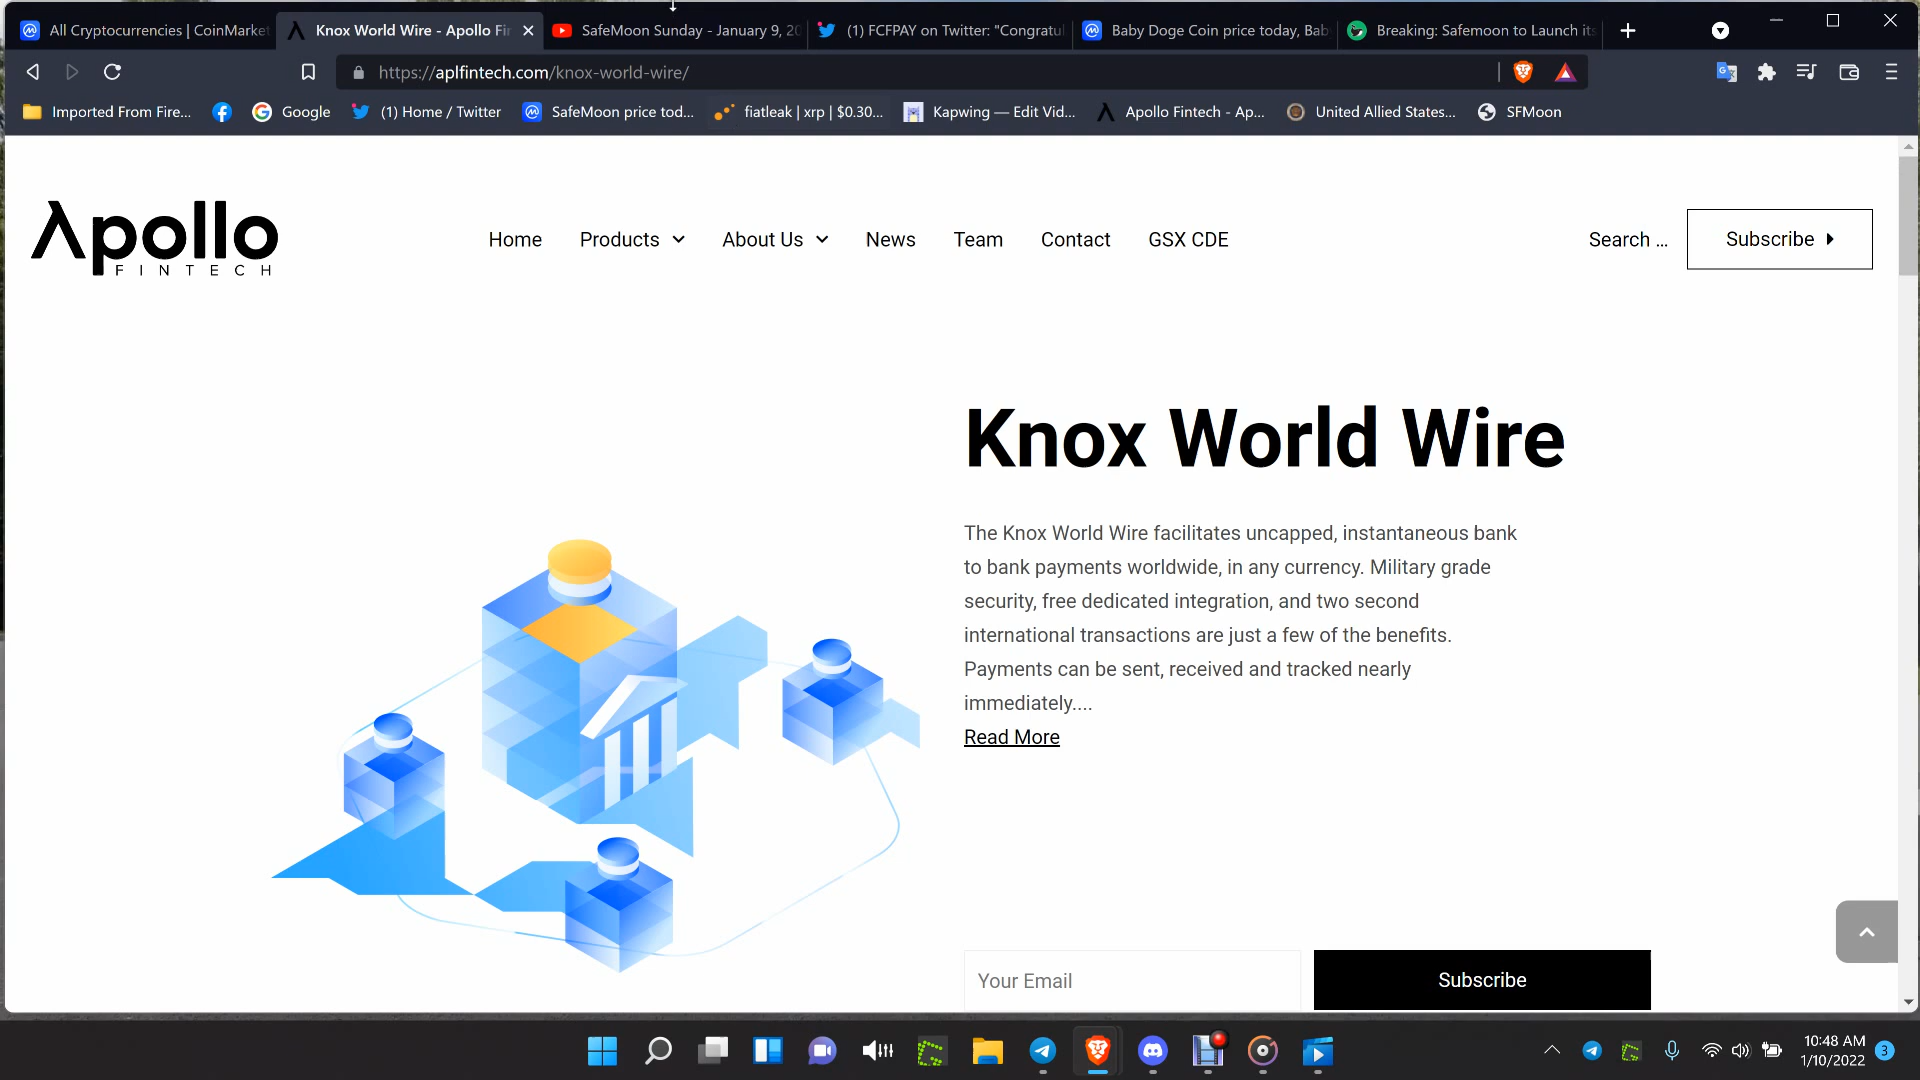 All Cryptocurrencies | CoinMarket
Knox World Wire - Apollo Fin
SafeMoon Sunday - January 9, 20
(1) FCFPAY on Twitter: "Congratul
Baby Doge Coin price today, Bab
Breaking: Safemoon to Launch its
https://aplfintech.com/knox-world-wire/
Imported From Fire...
Google
(1) Home / Twitter
SafeMoon price tod...
fiatleak | xrp | $0.30...
Kapwing — Edit Vid...
Apollo Fintech - Ap...
United Allied States...
SFMoon
Apollo
FINTECH
Home
Products
About Us
News
Team
Contact
GSX CDE
Search ...
Subscribe
Knox World Wire
The Knox World Wire facilitates uncapped, instantaneous bank
to bank payments worldwide, in any currency. Military grade
security, free dedicated integration, and two second
international transactions are just a few of the benefits.
Payments can be sent, received and tracked nearly
immediately....
Read More
Your Email
Subscribe
10:48 AM
1/10/2022
3